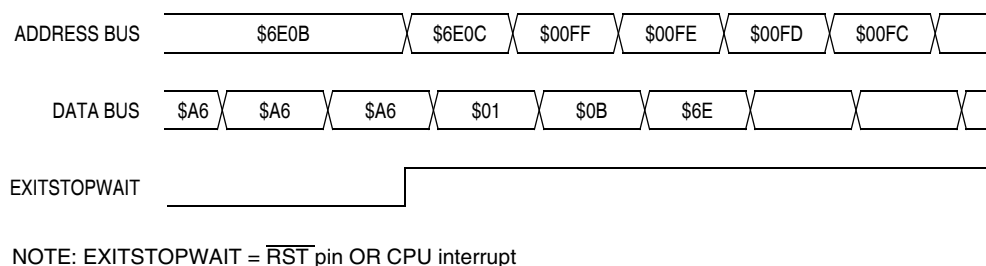 ADDRESS BUS $6E0B $6E0C $00FF $00FE $00FD $00FC
DATA BUS $A6 $A6 $A6 $01 $0B $6E
EXITSTOPWAIT
NOTE: EXITSTOPWAIT = RST pin OR CPU interrupt